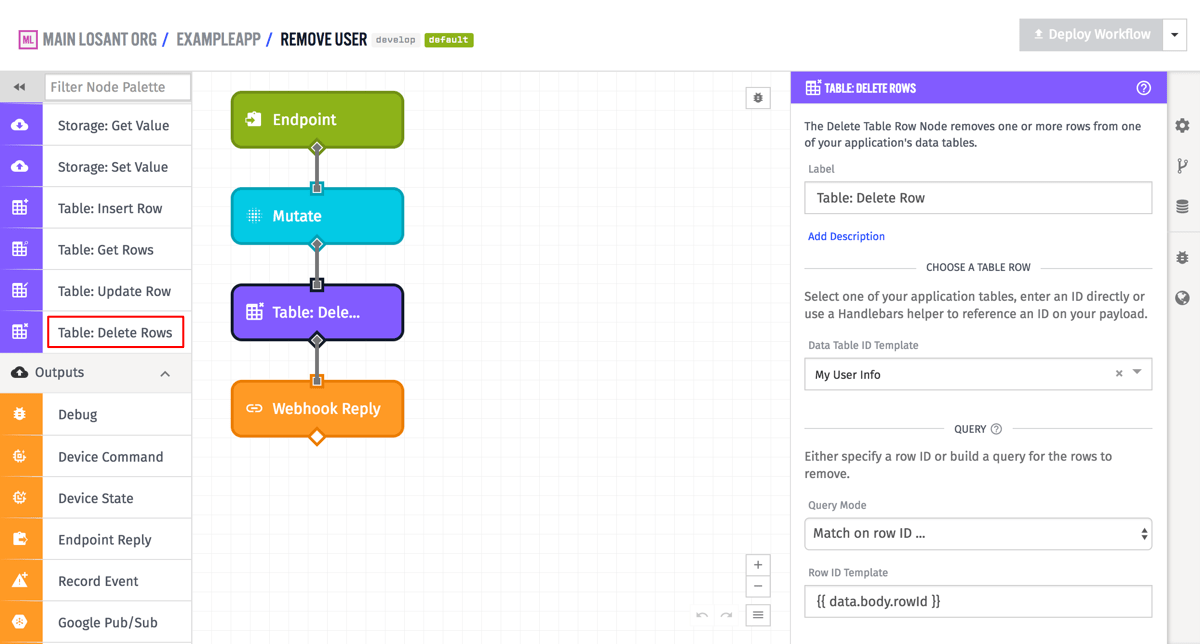 ML MAIN LOSANT ORG / EXAMPLEAPP / REMOVE USER develop default
Deploy Workflow
Filter Node Palette
Storage: Get Value
Storage: Set Value
Table: Insert Row
Table: Get Rows
Table: Update Row
Table: Delete Rows
Outputs
Debug
Device Command
Device State
Endpoint Reply
Record Event
Google Pub/Sub
Endpoint
Mutate
Table: Dele...
Webhook Reply
TABLE: DELETE ROWS
The Delete Table Row Node removes one or more rows from one
of your application's data tables.
Label
Table: Delete Row
Add Description
CHOOSE A TABLE ROW
Select one of your application tables, enter an ID directly or
use a Handlebars helper to reference an ID on your payload.
Data Table ID Template
My User Info
QUERY
Either specify a row ID or build a query for the rows to
remove.
Query Mode
Match on row ID ...
Row ID Template
{{ data.body.rowId }}